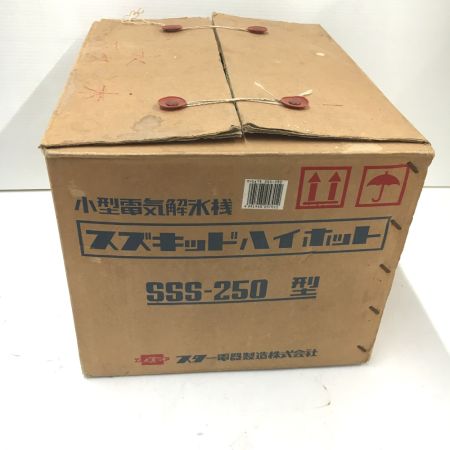 小型電気解氷機
スズキッドハイホット
SSS-250 型
スター電器製造株式会社